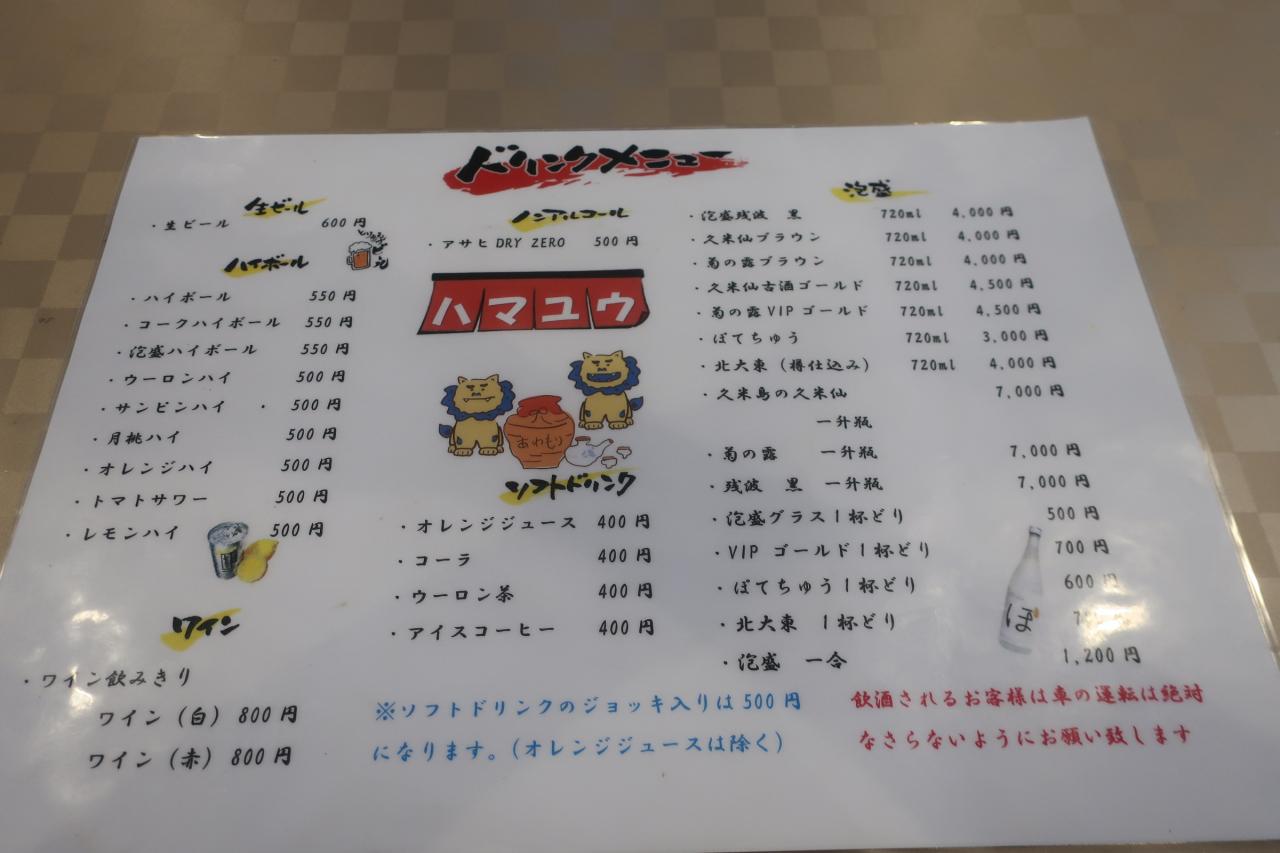 ドリンクメニュー
生ビール
・生ビール 600円
ハイボール
・ハイボール 550円
・コークハイボール 550円
・泡盛ハイボール 550円
・ウーロンハイ 500円
・サンピンハイ ・ 500円
・月桃ハイ 500円
・オレンジハイ 500円
・トマトサワー 500円
・レモンハイ 500円
ワイン
・ワイン飲みきり
ワイン（白）800円
ワイン（赤）800円
ノンアルコール
・アサヒDRY ZERO 500円
ハマユウ
あわもり
ソフトドリンク
・オレンジジュース 400円
・コーラ 400円
・ウーロン茶 400円
・アイスコーヒー 400円
※ソフトドリンクのジョッキ入りは500円
になります。（オレンジジュースは除く）
泡盛
・泡盛残波 黒 720ml 4,000円
・久米仙ブラウン 720ml 4,000円
・菊の露ブラウン 720ml 4,000円
・久米仙古酒ゴールド 720ml 4,500円
・菊の露VIPゴールド 720ml 4,500円
・ぼてちゅう 720ml 3,000円
・北大東（樽仕込み） 720ml 4,000円
・久米島の久米仙 7,000円
一升瓶
・菊の露 一升瓶 7,000円
・残波 黒 一升瓶 7,000円
・泡盛グラス1杯どり 500円
・VIP ゴールド1杯どり 700円
・ぼてちゅう1杯どり 600円
・北大東 1杯どり
・泡盛 一合 1,200円
ほ
飲酒されるお客様は車の運転は絶対
なさらないようにお願い致します